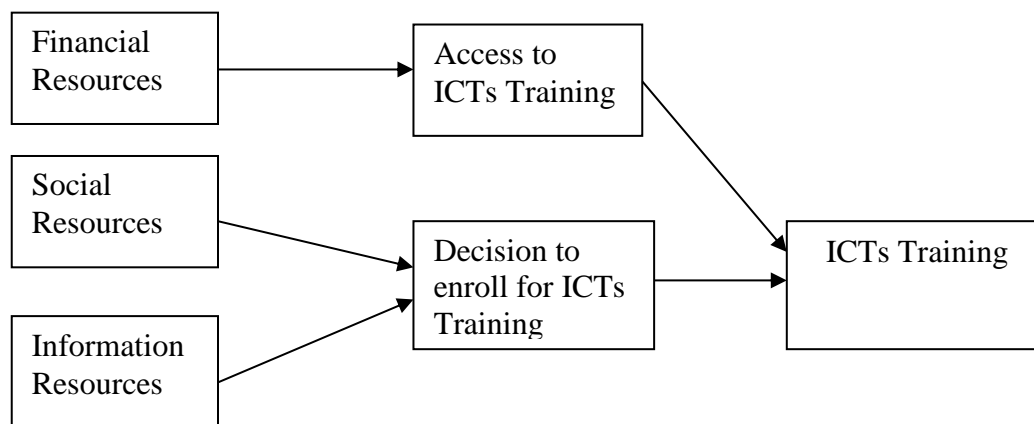 Financial
Resources
Access to
ICTs Training
Social
Resources
Decision to
enroll for ICTs
Training
ICTs Training
Information
Resources